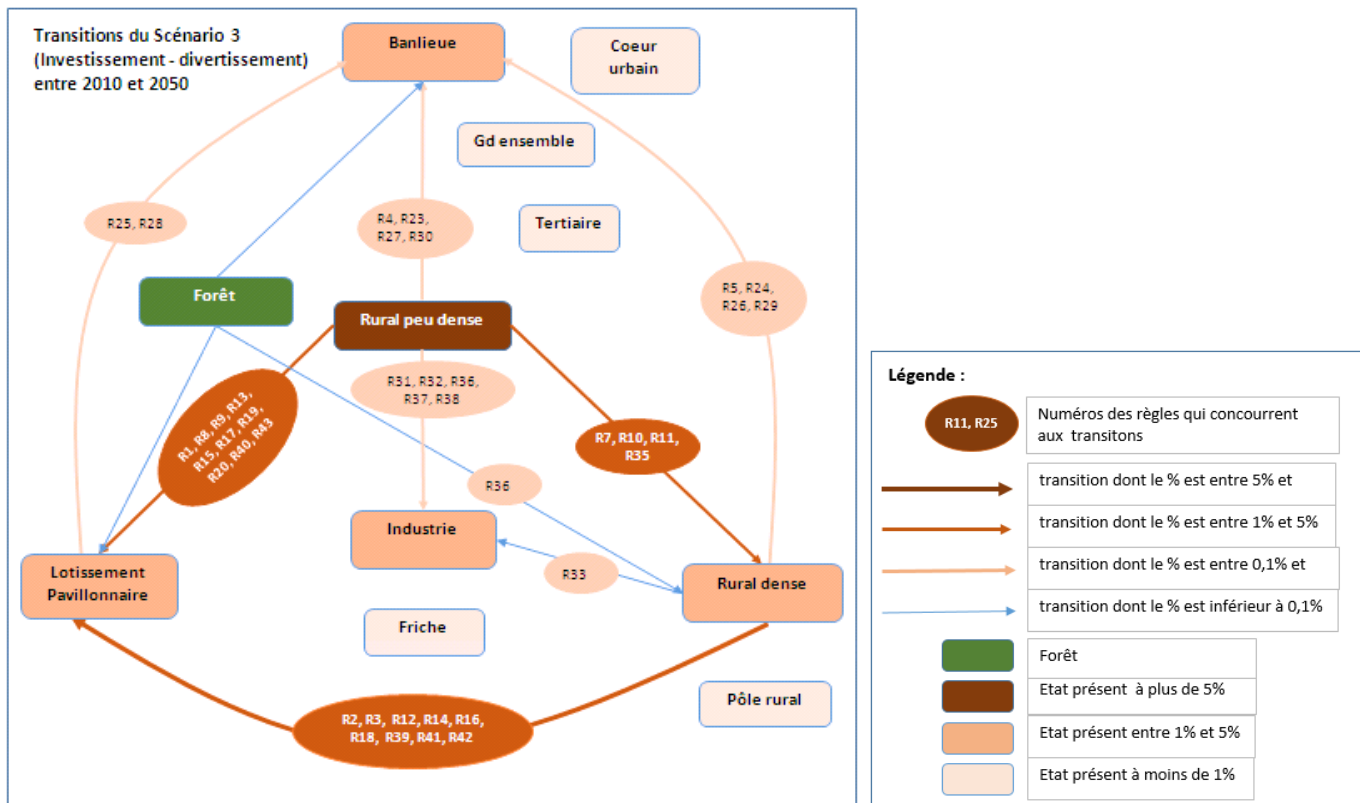 Transitions du Scénario 3
(Investissement - divertissement)
entre 2010 et 2050
Banlieue
Coeur
urbain
Gd ensemble
R25, R28
R4, R23,
R27, R30
Tertiaire
Forêt
R5, R24,
R26, R29
Rural peu dense
R31, R32, R36,
R37, R38
R1, R8, R9, R13,
R15, R17, R19,
R20, R40, R43
R7, R10, R11,
R35
R36
Industrie
R33
Lotissement
Pavillonnaire
Rural dense
Friche
Pôle rural
R2, R3, R12, R14, R16,
R18, R39, R41, R42
Légende :
R11, R25
Numéros des règles qui concourrent
aux transitons
transition dont le % est entre 5% et
transition dont le % est entre 1% et 5%
transition dont le % est entre 0,1% et
transition dont le % est inférieur à 0,1%
Forêt
Etat présent à plus de 5%
Etat présent entre 1% et 5%
Etat présent à moins de 1%